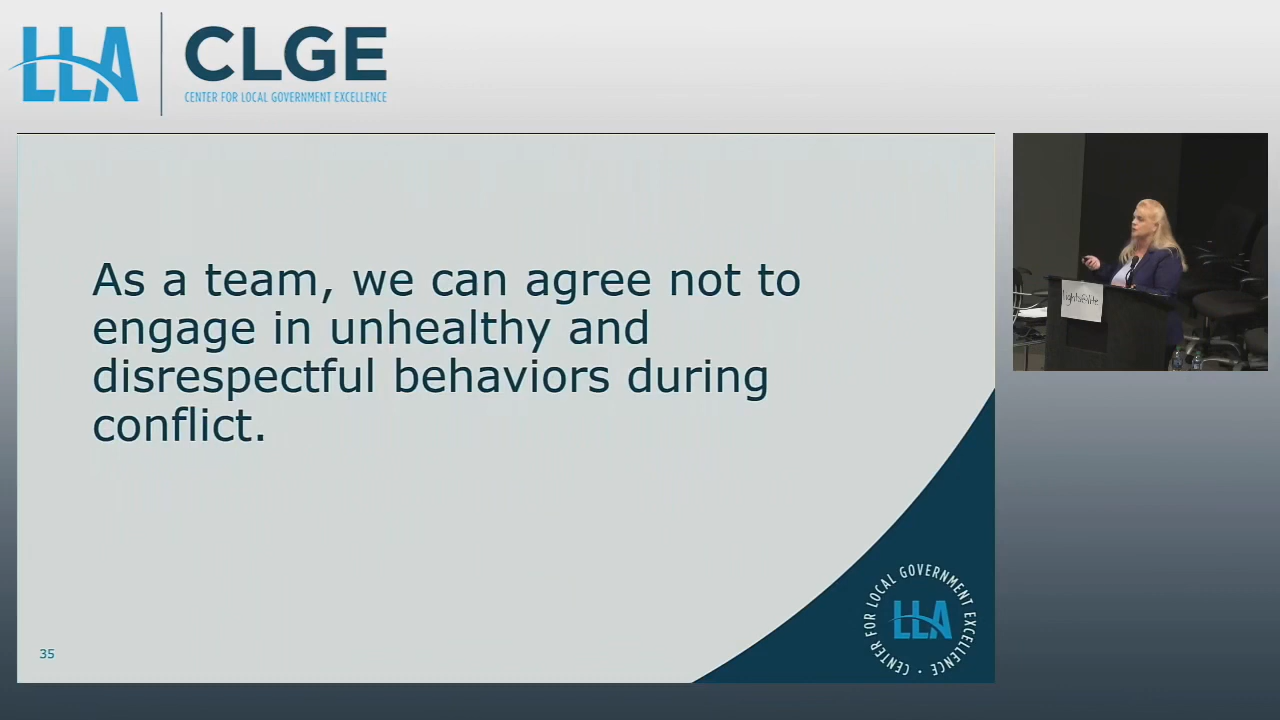 LLA
CLGE
CENTER FOR LOCAL GOVERNMENT EXCELLENCE
As a team, we can agree not to
engage in unhealthy and
disrespectful behaviors during
conflict.
35
CENTER FOR LOCAL GOVERNMENT EXCELLENCE
LLA